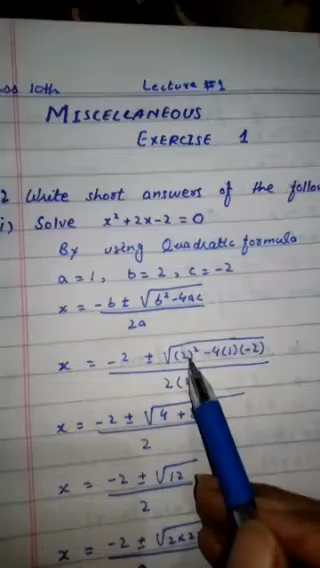 10th Lecture #1
MISCELLANEOUS
EXERCISE 1
2 Write short answers of the
i) Solve x² + 2x - 2 = 0
By using Quadratic formula
a = 1, b = 2, c = -2
x = -b ± √b² - 4ac
2a
x = -2 ± √(2)² - 4(1)(-2)
2(
x = -2 ± √4 +
2
x = -2 ± √12
2
x = -2 ± √2×2